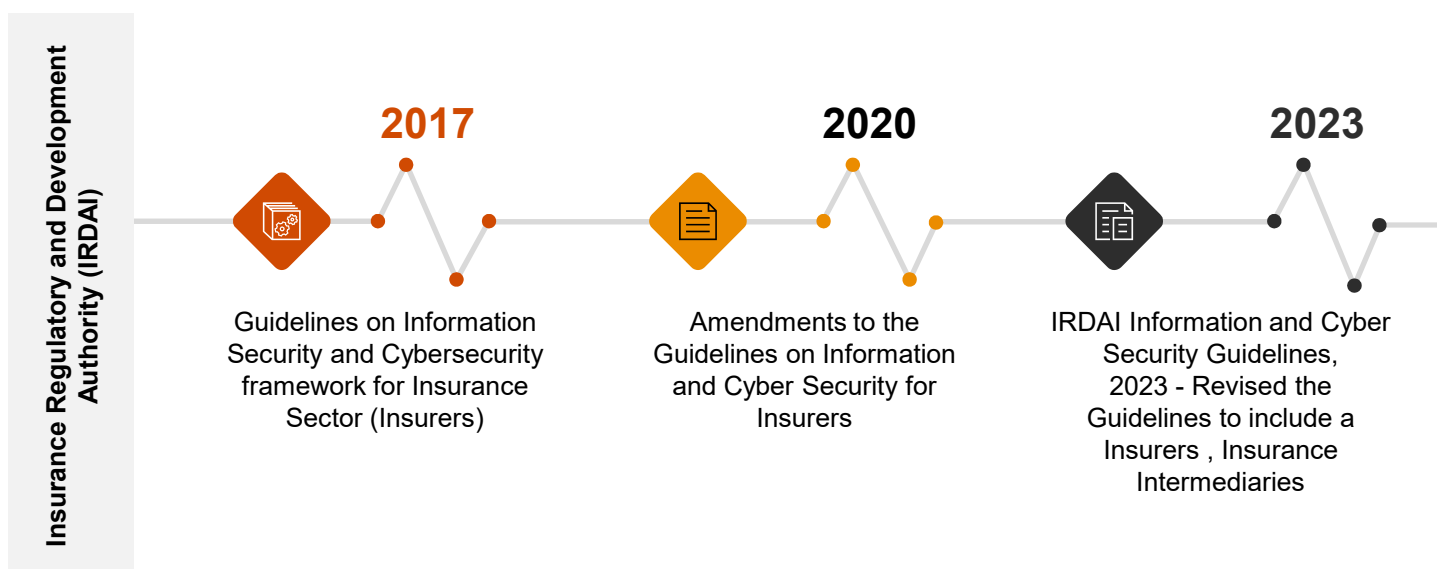 Insurance Regulatory and Development
Authority (IRDAI)
2017
Guidelines on Information
Security and Cybersecurity
framework for Insurance
Sector (Insurers)
2020
Amendments to the
Guidelines on Information
and Cyber Security for
Insurers
2023
IRDAI Information and Cyber
Security Guidelines,
2023 - Revised the
Guidelines to include a
Insurers , Insurance
Intermediaries